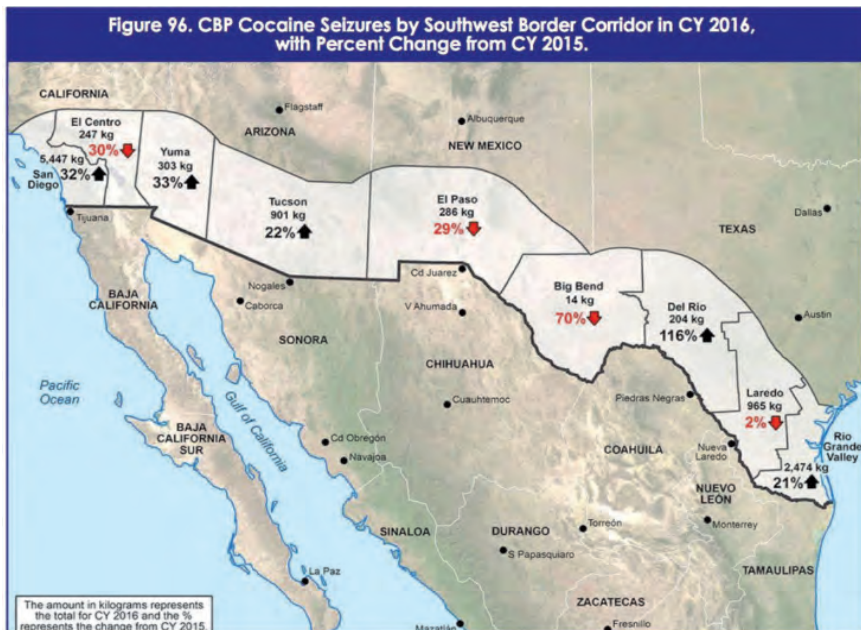 Figure 96. CBP Cocaine Seizures by Southwest Border Corridor in CY 2016,
with Percent Change from CY 2015.
CALIFORNIA
Flagstaff
ARIZONA
Albuquerque
NEW MEXICO
El Centro
247 kg
30%
5,447 kg
San Diego
32%
Yuma
303 kg
33%
Tucson
901 kg
22%
El Paso
286 kg
29%
TEXAS
Dallas
Austin
Big Bend
14 kg
70%
Del Rio
204 kg
116%
Laredo
965 kg
2%
Rio
Grande
Valley
2,474 kg
21%
Tijuana
BAJA
CALIFORNIA
Nogales
Caborca
SONORA
Cd Juarez
V Ahumada
CHIHUAHUA
Cuauhtemoc
Piedras Negras
COAHUILA
Nueva
Laredo
NUEVO
LEÓN
Monterrey
TAMAULIPAS
Pacific
Ocean
Gulf of California
BAJA
CALIFORNIA
SUR
Cd Obregón
Navajoa
SINALOA
DURANGO
S Papasquiaro
Torreón
La Paz
ZACATECAS
Fresnillo
Mazatlán
The amount in kilograms represents
the total for CY 2016 and the %
represents the change from CY 2015.